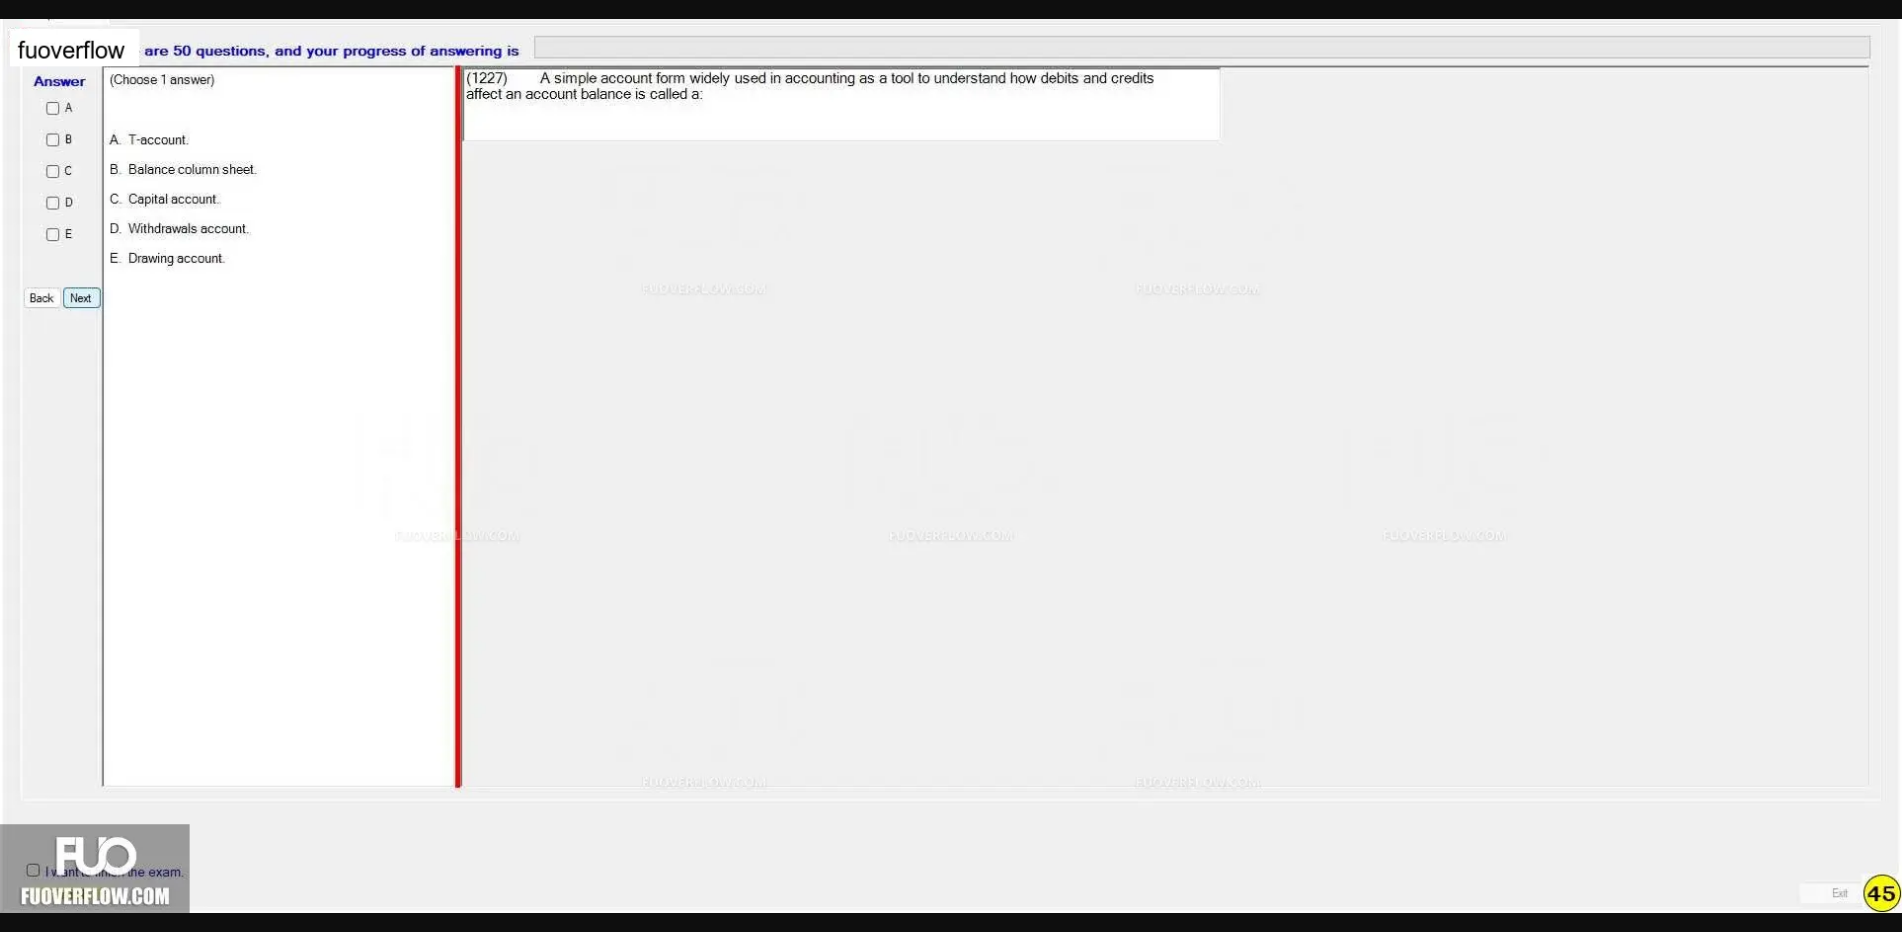 fuoverflow are 50 questions, and your progress of answering is
Answer
A
B
C
D
E
Back Next
(Choose 1 answer)
A. T-account.
B. Balance column sheet.
C. Capital account.
D. Withdrawals account.
E. Drawing account.
(1227) A simple account form widely used in accounting as a tool to understand how debits and credits
affect an account balance is called a:
FUOVERFLOW.COM FUOVERFLOW.COM
FUOVERFLOW.COM FUOVERFLOW.COM FUOVERFLOW.COM
FUOVERFLOW.COM FUOVERFLOW.COM
FUO
I want to finish the exam.
FUOVERFLOW.COM
Exit 45